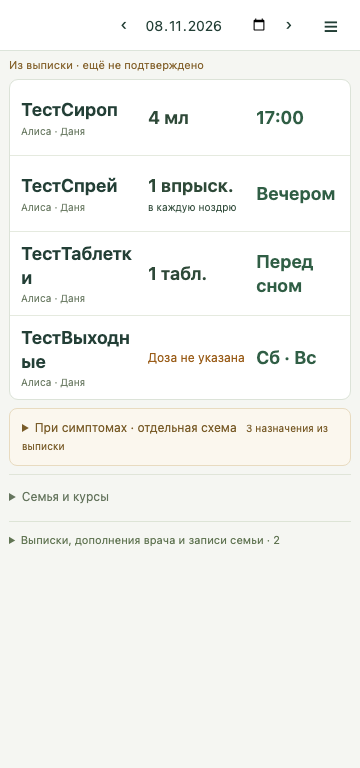 ‹ 08.11.2026 ›
Из выписки · ещё не подтверждено
ТестСироп 4 мл 17:00
Алиса · Даня
ТестСпрей 1 впрыск. Вечером
Алиса · Даня в каждую ноздрю
ТестТаблетк
и
1 табл.
Перед
сном
Алиса · Даня
ТестВыходн
ые
Доза не указана Сб · Вс
Алиса · Даня
При симптомах · отдельная схема 3 назначения из
выписки
Семья и курсы
Выписки, дополнения врача и записи семьи · 2